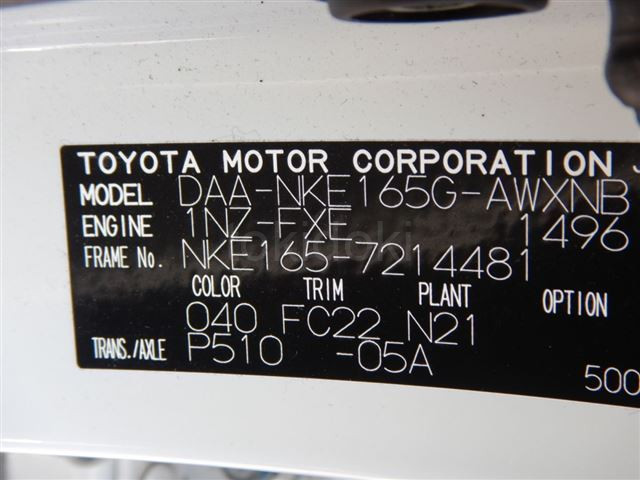 TOYOTA MOTOR CORPORATION J
MODEL DAA-NKE165G-AWXNB
ENGINE 1NZ-FXE 1496
FRAME No. NKE165-7214481
COLOR TRIM PLANT OPTION
040 FC22 N21
TRANS./AXLE P510 -05A
500